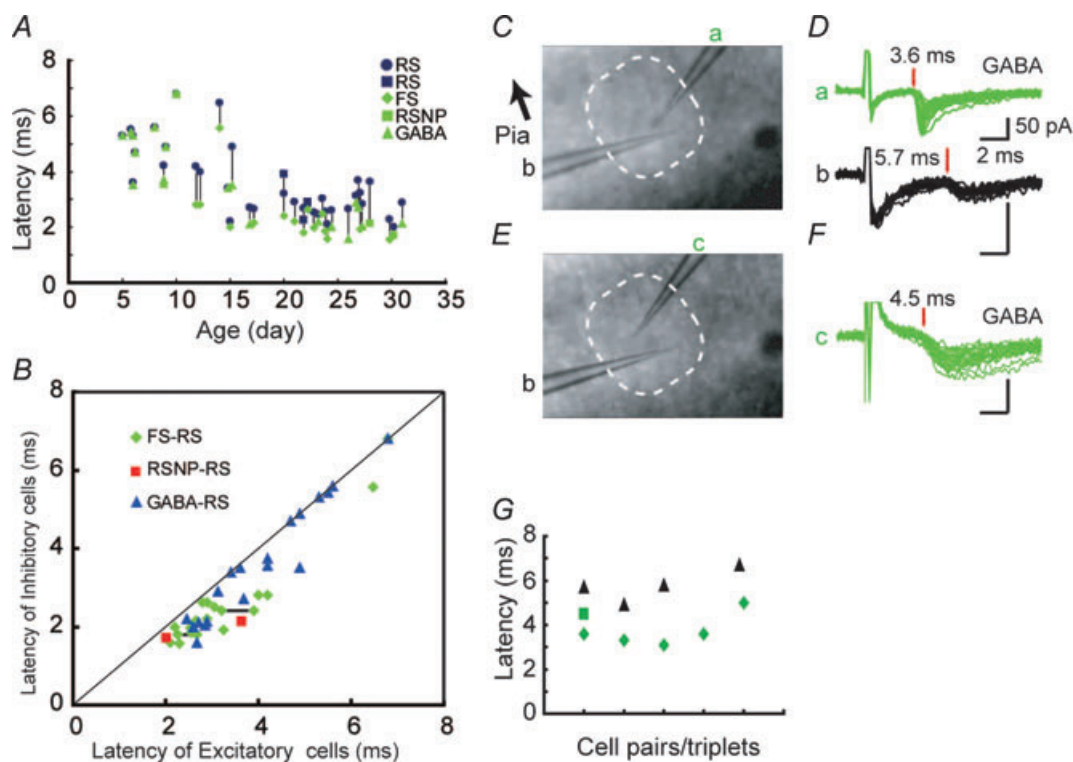 A
Latency (ms)
8
6
4
2
0
0 5 10 15 20 25 30 35
Age (day)
RS
RS
FS
RSNP
GABA
B
Latency of Inhibitory cells (ms)
8
6
4
2
0
0 2 4 6 8
Latency of Excitatory cells (ms)
FS-RS
RSNP-RS
GABA-RS
C
a
Pia
b
D
3.6 ms
GABA
a
50 pA
5.7 ms
2 ms
b
E
c
b
F
4.5 ms
GABA
c
G
Latency (ms)
8
6
4
2
0
Cell pairs/triplets